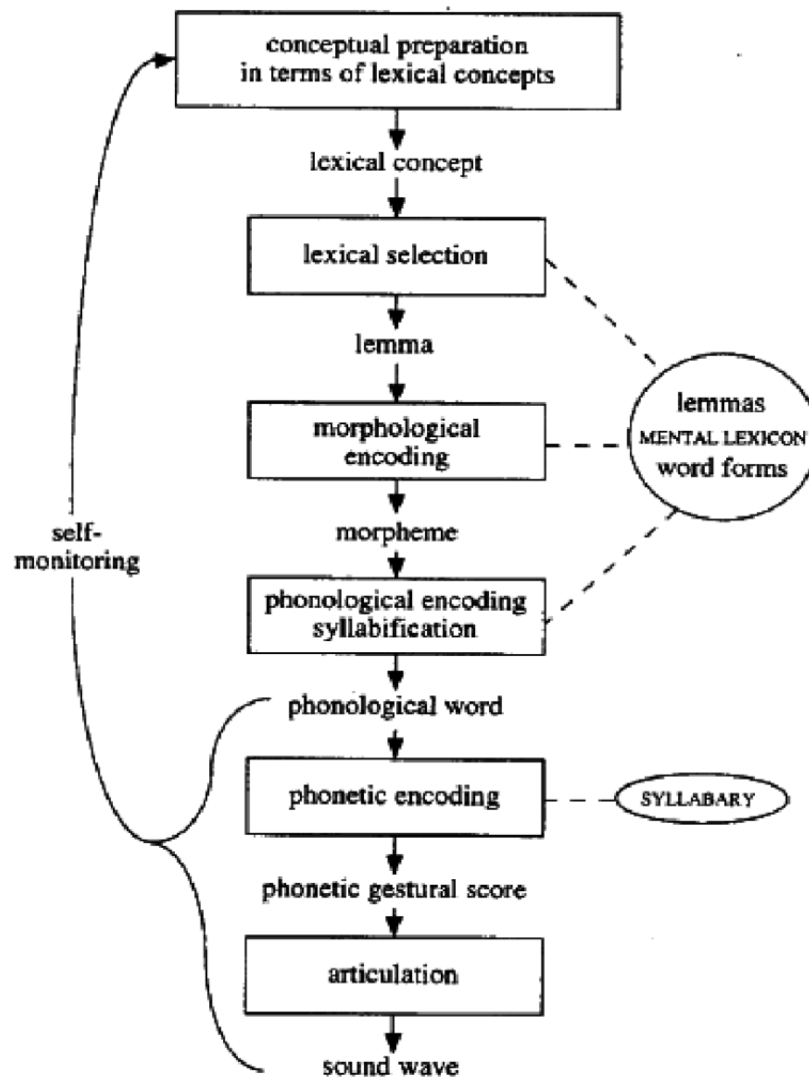 conceptual preparation
in terms of lexical concepts
lexical concept
lexical selection
lemma
lemmas
MENTAL LEXICON
word forms
morphological
encoding
morpheme
self-
monitoring
phonological encoding
syllabification
phonological word
phonetic encoding
SYLLABARY
phonetic gestural score
articulation
sound wave